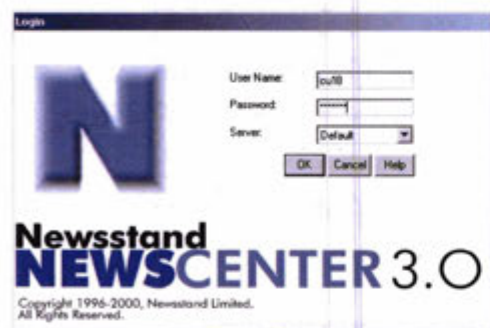 Login
N
User Name: cu18
Password: ******
Server: Default
OK Cancel Help
Newsstand
NEWSCENTER 3.0
Copyright 1996-2000, Newsstand Limited.
All Rights Reserved.